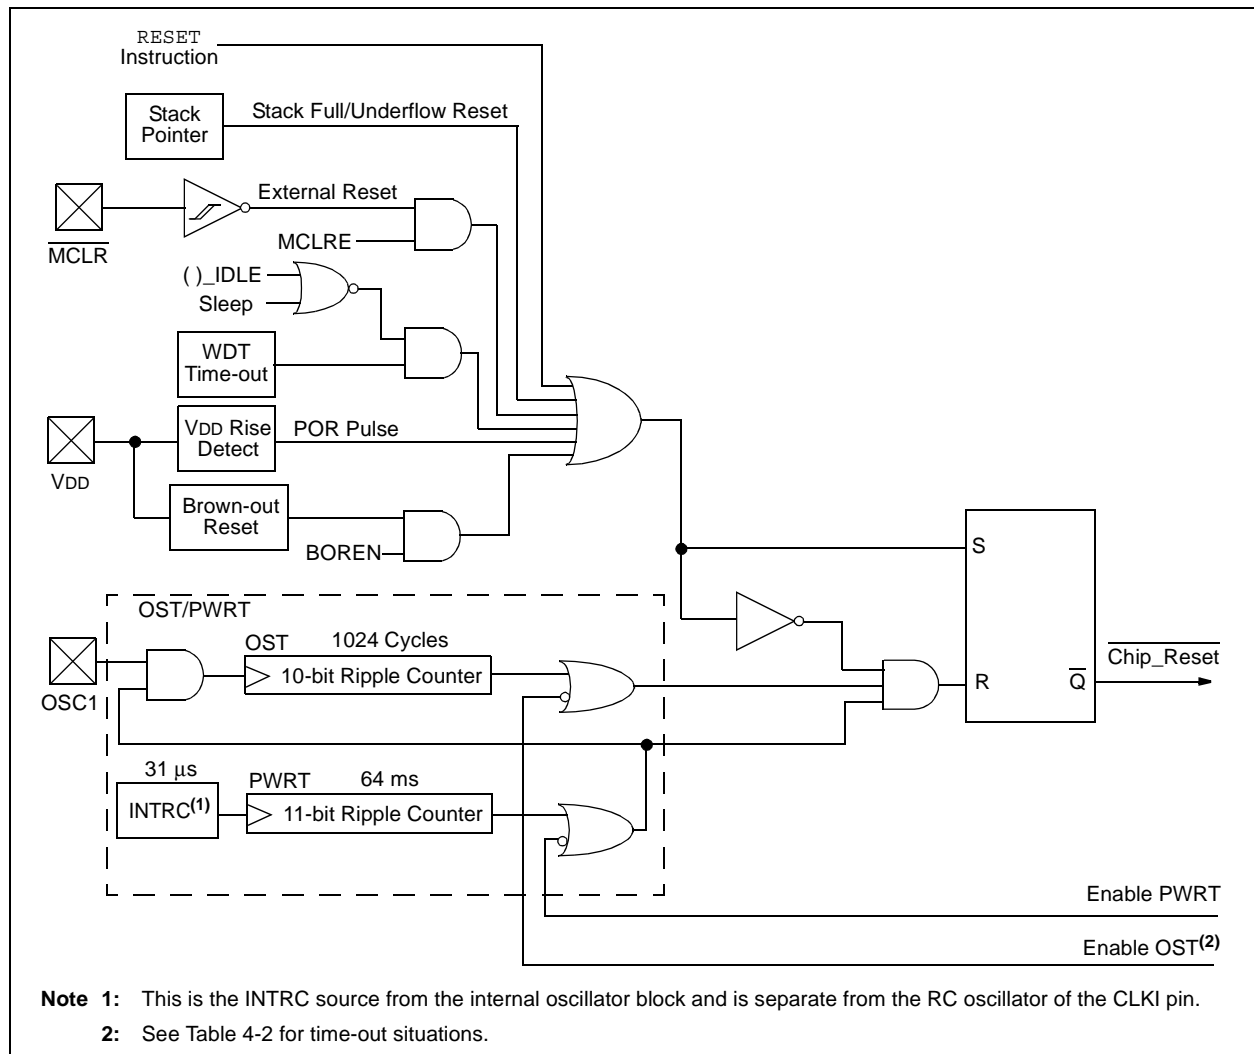 RESET
Instruction
Stack
Pointer
Stack Full/Underflow Reset
External Reset
MCLR
MCLRE
( )_IDLE
Sleep
WDT
Time-out
VDD Rise
Detect
POR Pulse
VDD
Brown-out
Reset
BOREN
S
OST/PWRT
OST
1024 Cycles
10-bit Ripple Counter
OSC1
R
Q
Chip_Reset
31 μs
INTRC(1)
PWRT
64 ms
11-bit Ripple Counter
Enable PWRT
Enable OST(2)
Note 1: This is the INTRC source from the internal oscillator block and is separate from the RC oscillator of the CLKI pin.
2: See Table 4-2 for time-out situations.